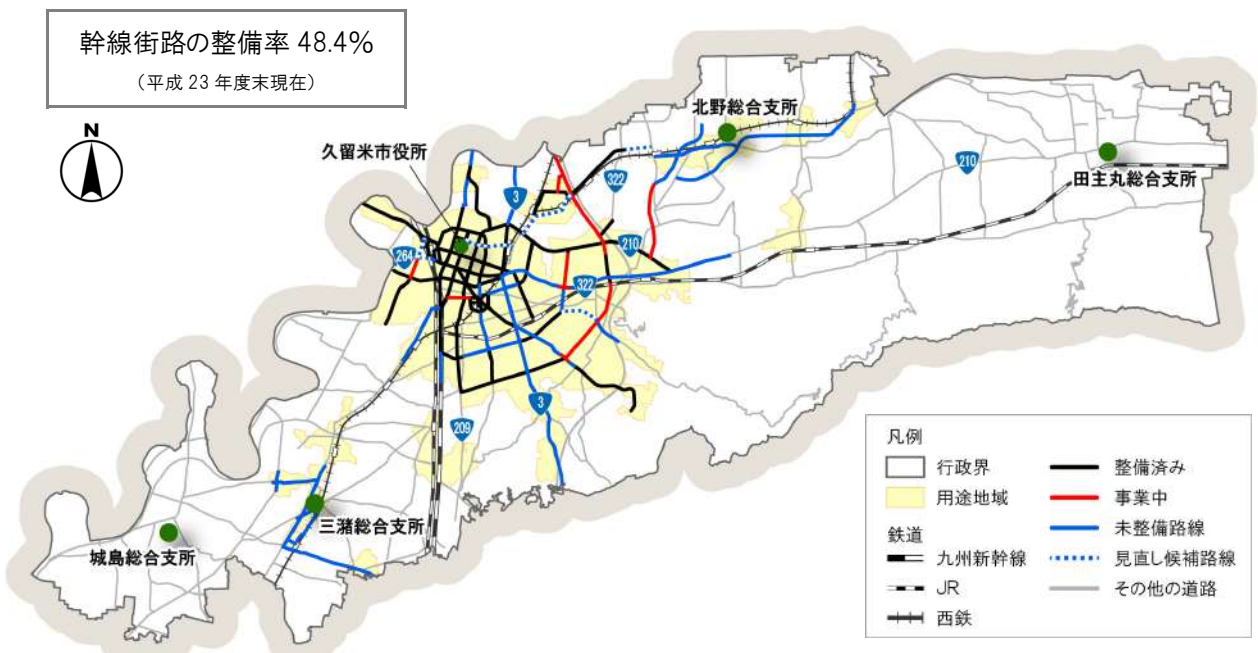 幹線街路の整備率 48.4%
（平成 23 年度末現在）
N
北野総合支所
久留米市役所
322
210
3
田主丸総合支所
264
210
322
3
209
三潴総合支所
城島総合支所
凡例
行政界
用途地域
鉄道
九州新幹線
JR
西鉄
整備済み
事業中
未整備路線
見直し候補路線
その他の道路